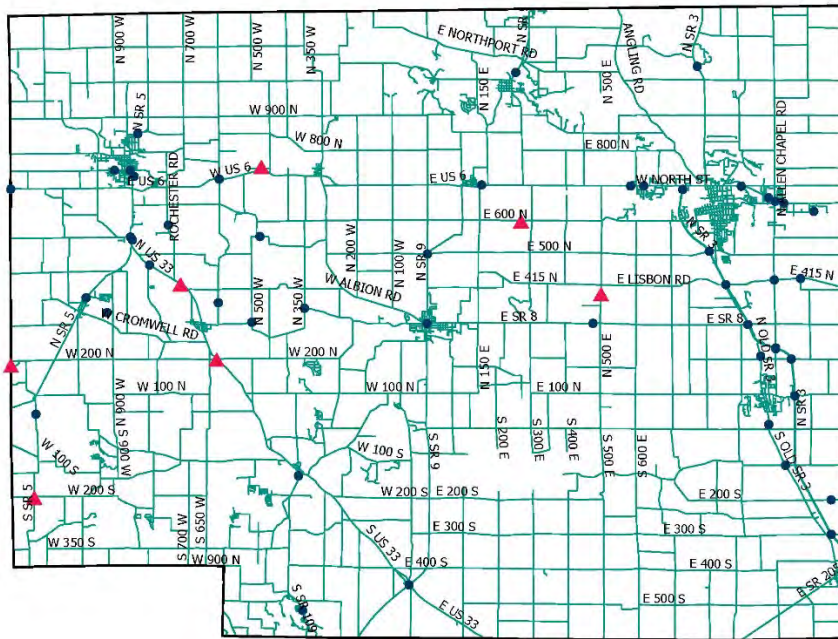 N 900 W
N 700 W
N 500 W
N 350 W
E NORTHPORT RD
N SR
N SR 3
ANGLING RD
N 150 E
N 500 E
N SR 5
W 900 N
W 800 N
E 800 N
ROCHESTER RD
W US 6
E US 6
E US 6
W NORTH ST
ALLEN CHAPEL RD
E 600 N
N SR 3
N US 33
N 200 W
N 100 W
N SR 9
E 500 N
W ALBION RD
E 415 N
E LISBON RD
E 415 N
N SR 5
W CROMWELL RD
N 500 W
N 350 W
E SR 8
E SR 8
N OLD SR 3
W 200 N
W 200 N
N 150 E
N 500 E
W 100 N
W 100 N
E 100 N
N 900 W
N SR 3
S 900 W
W 100 S
W 100 S
S SR 9
S 200 E
S 300 E
S 400 E
S 500 E
S 600 E
S OLD SR 3
S SR 5
W 200 S
W 200 S
E 200 S
E 200 S
S 700 W
S 650 W
S US 33
E 300 S
E 300 S
W 350 S
W 900 N
E 400 S
E 400 S
E SR 205
S SR 109
E US 33
E 500 S